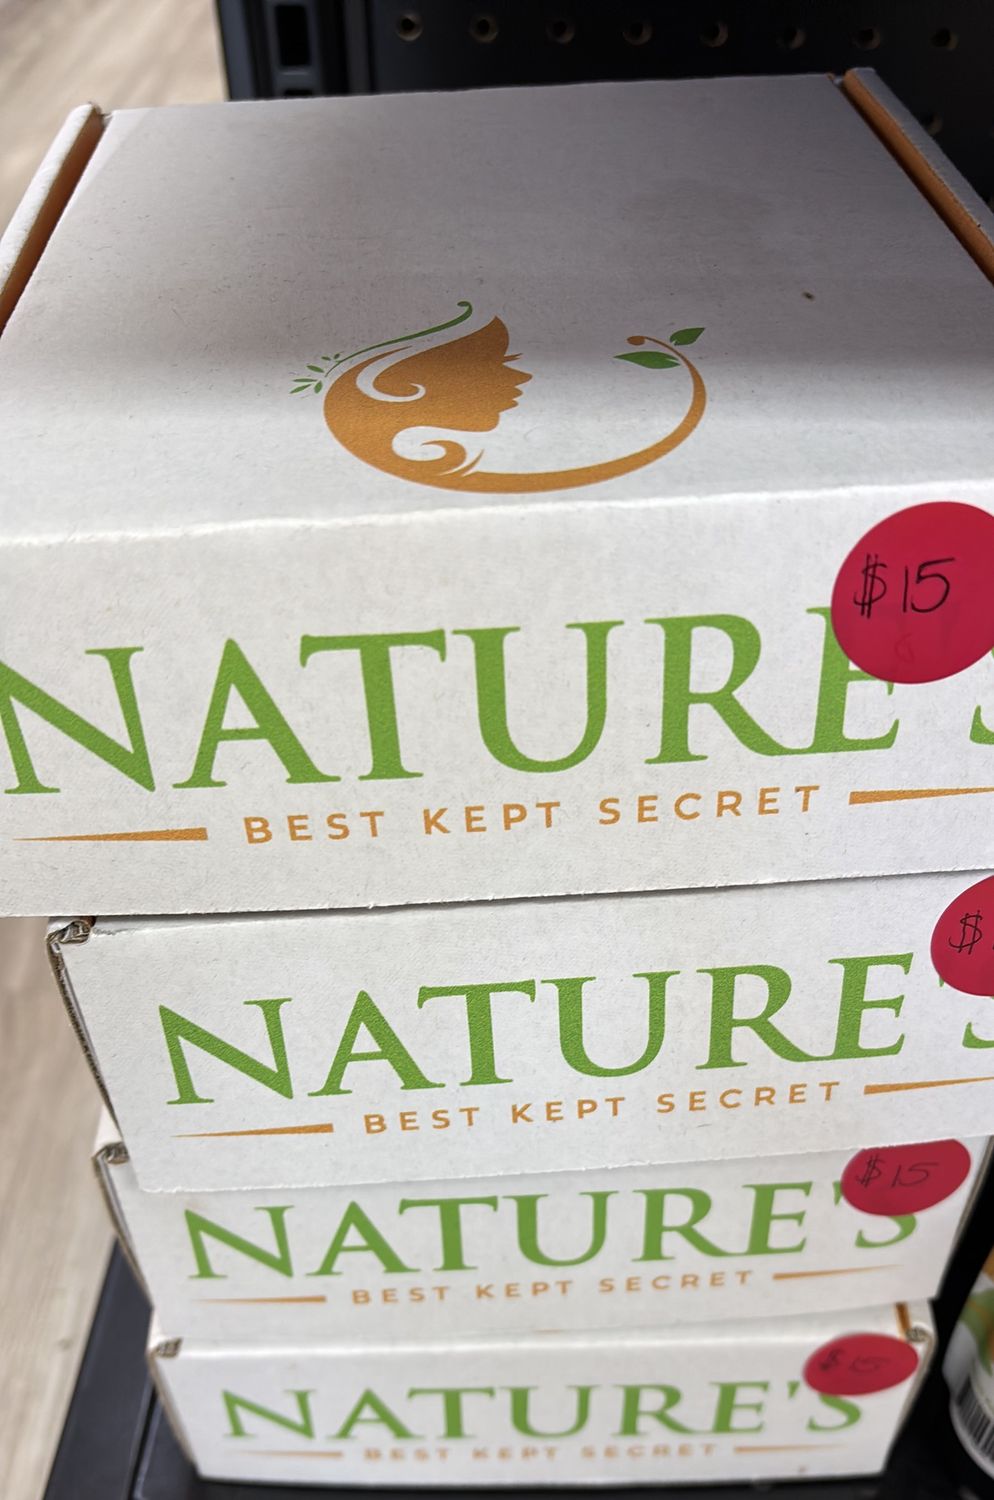 $15
NATURE'S
BEST KEPT SECRET
$
NATURE'S
BEST KEPT SECRET
$15
NATURE'S
BEST KEPT SECRET
$15
NATURE'S
BEST KEPT SECRET